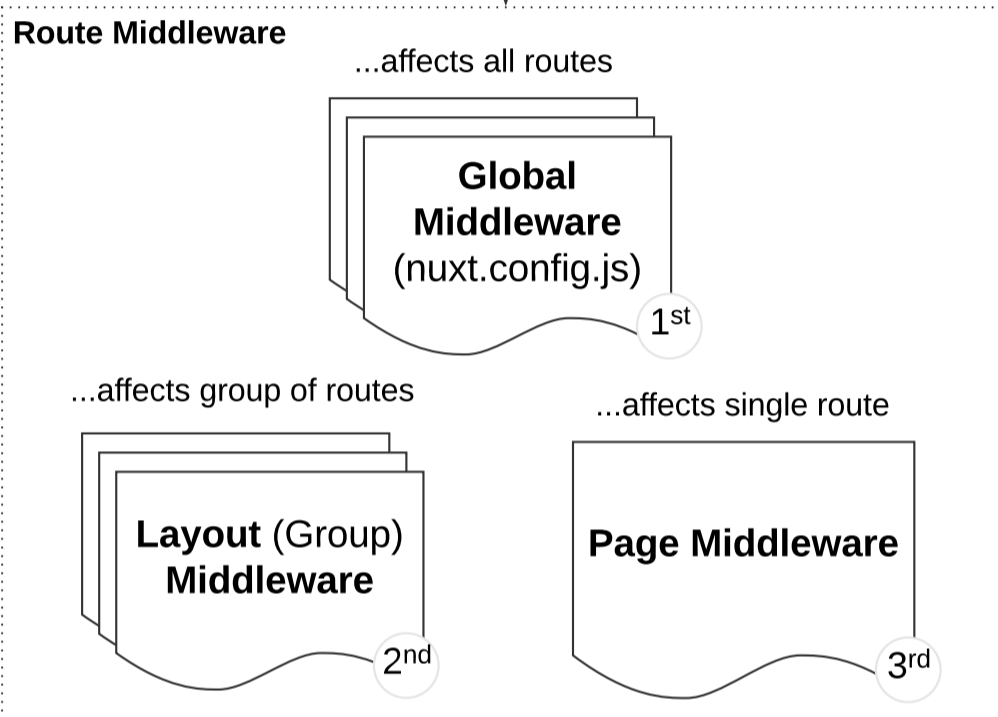 Route Middleware
...affects all routes
Global
Middleware
(nuxt.config.js)
1st
...affects group of routes
...affects single route
Layout (Group)
Middleware
Page Middleware
2nd
3rd